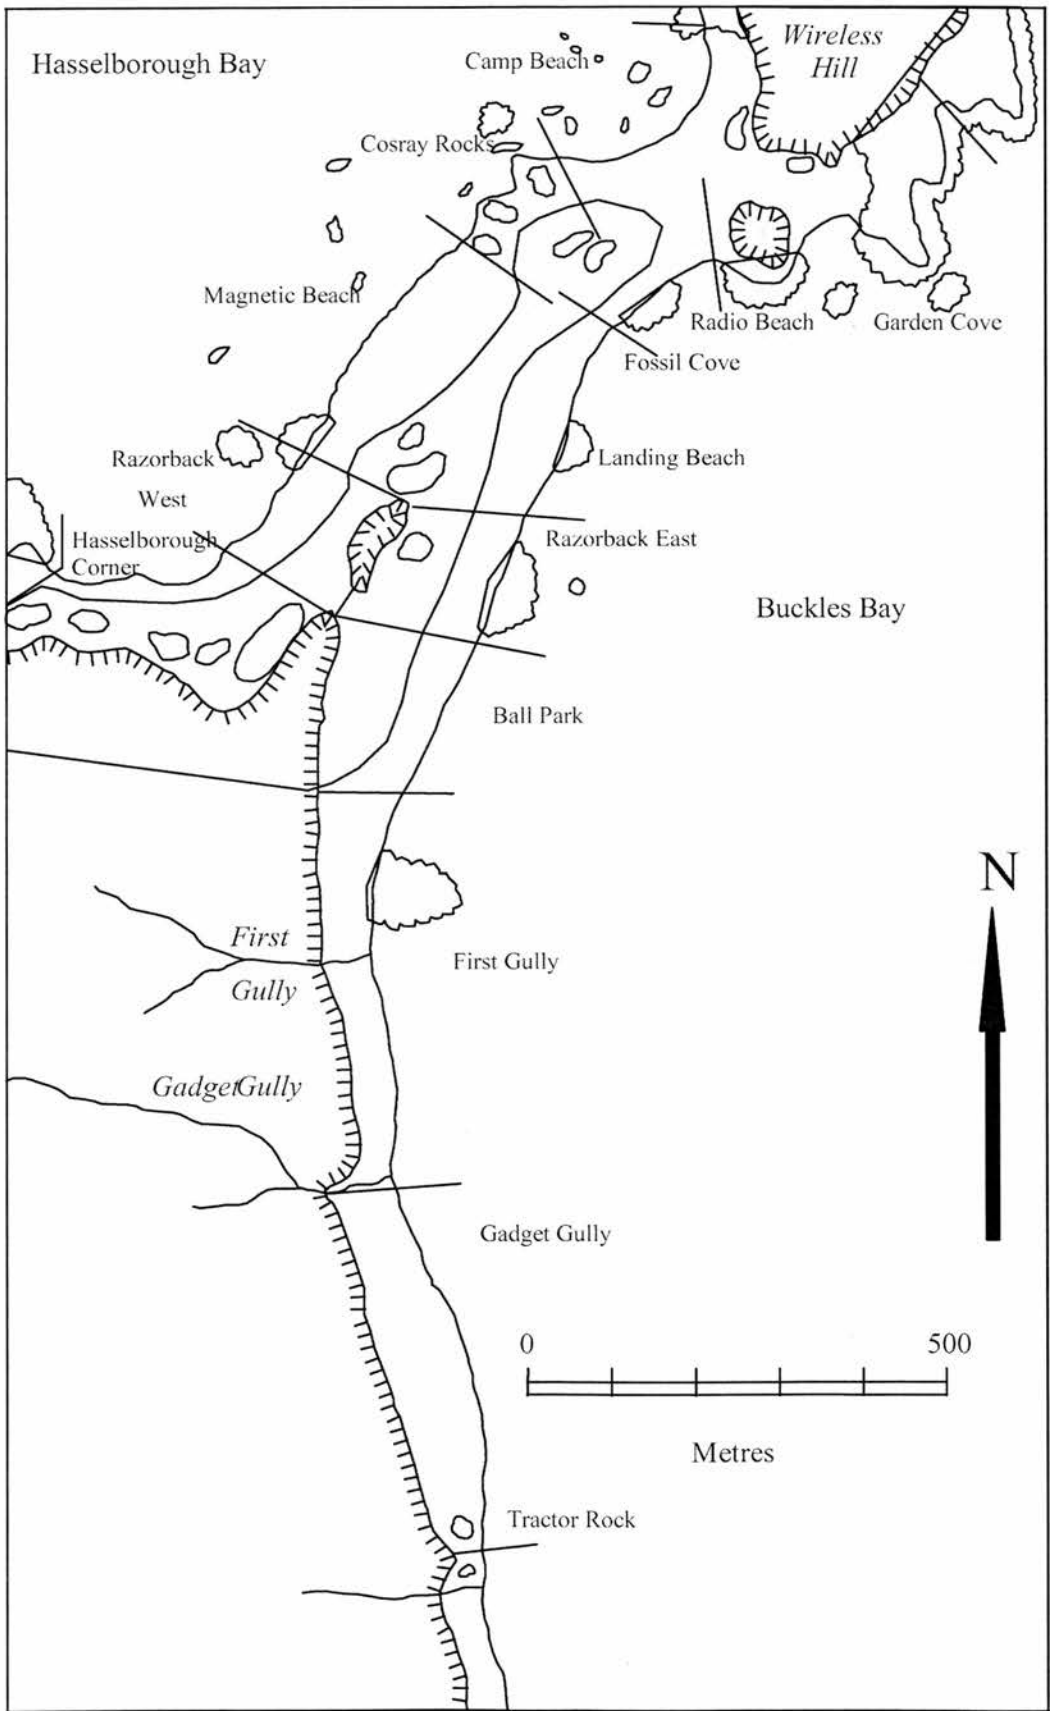 Wireless
Hill
Hasselborough Bay
Camp Beach
Cosray Rocks
Magnetic Beach
Radio Beach
Garden Cove
Fossil Cove
Razorback
West
Landing Beach
Hasselborough
Corner
Razorback East
Buckles Bay
Ball Park
N
First
Gully
First Gully
GadgetGully
Gadget Gully
0 500
Metres
Tractor Rock